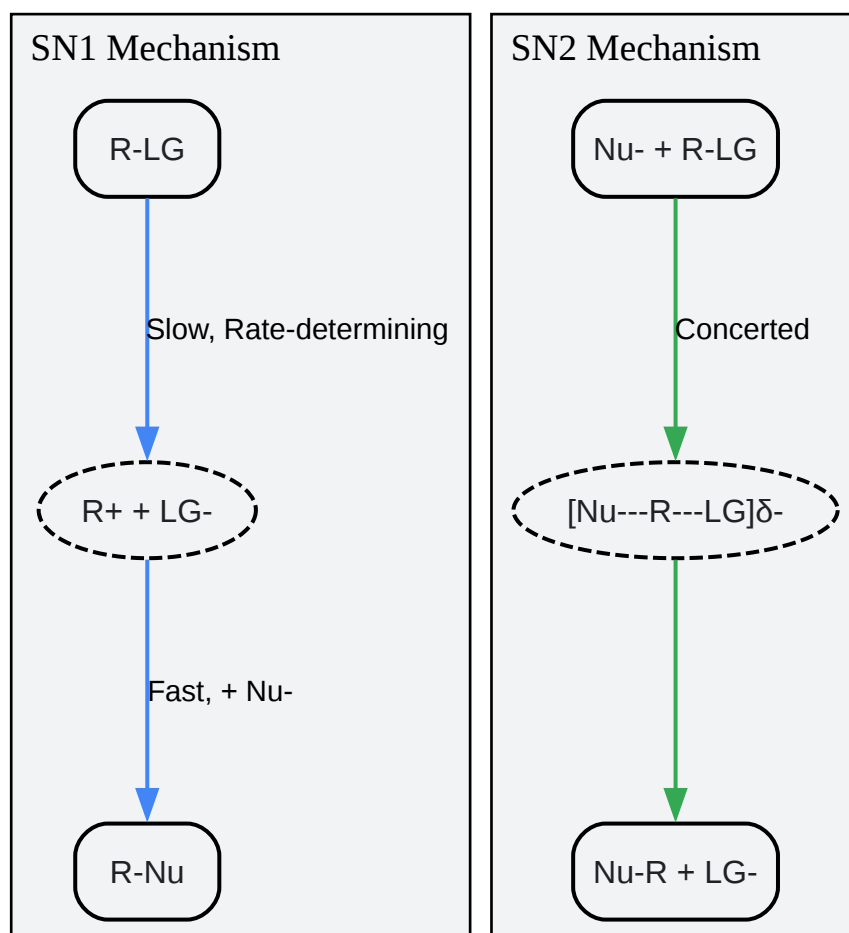 SN1 Mechanism
R-LG
Slow, Rate-determining
R+ + LG-
Fast, + Nu-
R-Nu
SN2 Mechanism
Nu- + R-LG
Concerted
[Nu---R---LG]δ-
Nu-R + LG-